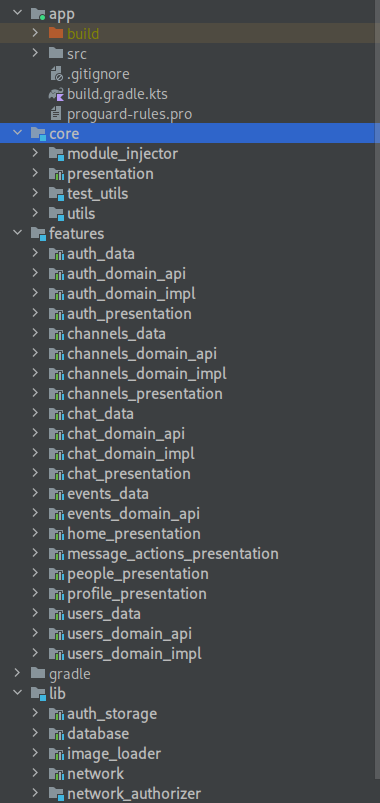 app
build
src
.gitignore
build.gradle.kts
proguard-rules.pro
core
module_injector
presentation
test_utils
utils
features
auth_data
auth_domain_api
auth_domain_impl
auth_presentation
channels_data
channels_domain_api
channels_domain_impl
channels_presentation
chat_data
chat_domain_api
chat_domain_impl
chat_presentation
events_data
events_domain_api
home_presentation
message_actions_presentation
people_presentation
profile_presentation
users_data
users_domain_api
users_domain_impl
gradle
lib
auth_storage
database
image_loader
network
network_authorizer